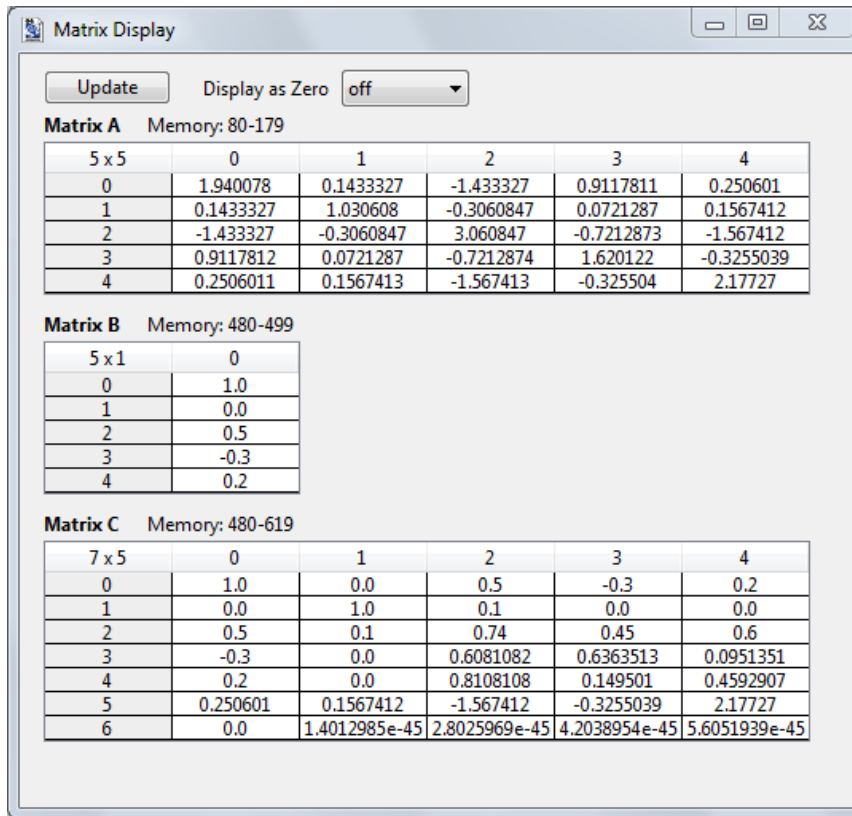 Matrix Display
Update Display as Zero off
Matrix A Memory: 80-179
5 x 5 0 1 2 3 4
0 1.940078 0.1433327 -1.433327 0.9117811 0.250601
1 0.1433327 1.030608 -0.3060847 0.0721287 0.1567412
2 -1.433327 -0.3060847 3.060847 -0.7212873 -1.567412
3 0.9117812 0.0721287 -0.7212874 1.620122 -0.3255039
4 0.2506011 0.1567413 -1.567413 -0.325504 2.17727
Matrix B Memory: 480-499
5 x 1 0
0 1.0
1 0.0
2 0.5
3 -0.3
4 0.2
Matrix C Memory: 480-619
7 x 5 0 1 2 3 4
0 1.0 0.0 0.5 -0.3 0.2
1 0.0 1.0 0.1 0.0 0.0
2 0.5 0.1 0.74 0.45 0.6
3 -0.3 0.0 0.6081082 0.6363513 0.0951351
4 0.2 0.0 0.8108108 0.149501 0.4592907
5 0.250601 0.1567412 -1.567412 -0.3255039 2.17727
6 0.0 1.4012985e-45 2.8025969e-45 4.2038954e-45 5.6051939e-45